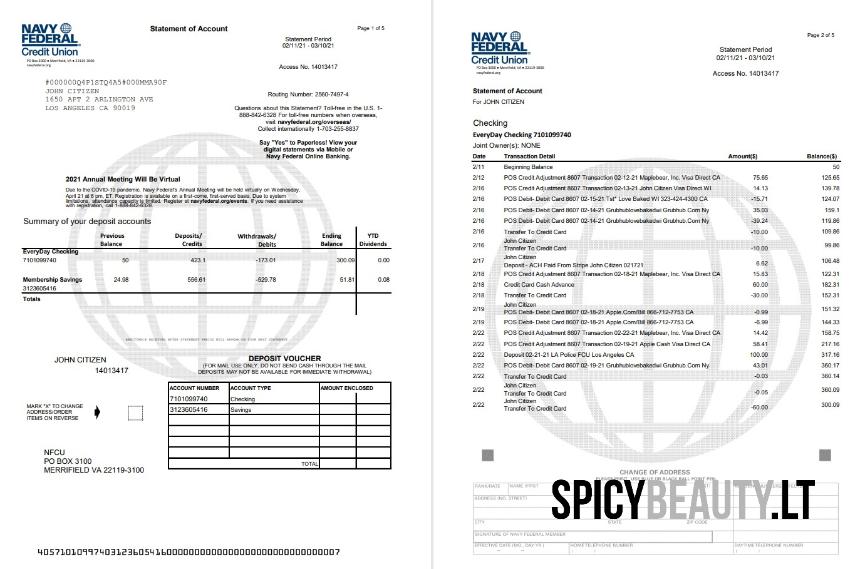 NAVY
FEDERAL
Credit Union
PO Box 3000 • Merrifield, VA • 22119-3000
navyfederal.org
Statement of Account
Page 1 of 5
Statement Period
02/11/21 - 03/10/21
Access No. 14013417
#000000Q4P1STQ4A5#000MMA90F
JOHN CITIZEN
1650 APT 2 ARLINGTON AVE
LOS ANGELES CA 90019
Routing Number: 2560-7497-4
Questions about this Statement? Toll-free in the U.S. 1-
888-842-6328 For toll-free numbers when overseas,
visit navyfederal.org/overseas/
Collect internationally 1-703-255-8837
Say "Yes" to Paperless! View your
digital statements via Mobile or
Navy Federal Online Banking.
2021 Annual Meeting Will Be Virtual
Due to the COVID-19 pandemic, Navy Federal's Annual Meeting will be held virtually on Wednesday,
April 21 at 6 pm, ET. Registration is available on a first-come, first-served basis. Due to system
limitations, attendance capacity is limited. Register at navyfederal.org/events. If you need assistance
with registration, call 1-888-842-6328.
Summary of your deposit accounts
Previous Balance Deposits/ Credits Withdrawals/ Debits Ending Balance YTD Dividends
EveryDay Checking
7101099740 50 423.1 -173.01 300.09 0.00
Membership Savings 24.98 556.61 -529.78 51.81 0.08
3123605416
Totals
JOHN CITIZEN
14013417
DEPOSIT VOUCHER
(FOR MAIL USE ONLY. DO NOT SEND CASH THROUGH THE MAIL
DEPOSITS MAY NOT BE AVAILABLE FOR IMMEDIATE WITHDRAWAL)
MARK "X" TO CHANGE
ADDRESS/ORDER
ITEMS ON REVERSE
ACCOUNT NUMBER ACCOUNT TYPE AMOUNT ENCLOSED
7101099740 Checking
3123605416 Savings
TOTAL
NFCU
PO BOX 3100
MERRIFIELD VA 22119-3100
NAVY
FEDERAL
Credit Union
PO Box 3000 • Merrifield, VA • 22119-3000
navyfederal.org
Page 2 of 5
Statement Period
02/11/21 - 03/10/21
Access No. 14013417
Statement of Account
For JOHN CITIZEN
Checking
EveryDay Checking 7101099740
Joint Owner(s): NONE
Date Transaction Detail Amount($) Balance($)
2/11 Beginning Balance 50
2/12 POS Credit Adjustment 8607 Transaction 02-12-21 Maplebear, Inc. Visa Direct CA 75.65 125.65
2/16 POS Credit Adjustment 8607 Transaction 02-13-21 John Citizen Visa Direct WI 14.13 139.78
2/16 POS Debit- Debit Card 8607 02-15-21 Tst* Love Baked WI 323-424-4300 CA -15.71 124.07
2/16 POS Debit- Debit Card 8607 02-14-21 Grubhublovebakedwi Grubhub.Com Ny 35.03 159.1
2/16 POS Debit- Debit Card 8607 02-14-21 Grubhublovebakedwi Grubhub.Com Ny -39.24 119.86
2/16 Transfer To Credit Card -10.00 109.86
John Citizen
2/16 Transfer To Credit Card -10.00 99.86
John Citizen
2/17 Deposit - ACH Paid From Stripe John Citizen 021721 6.62 106.48
2/18 POS Credit Adjustment 8607 Transaction 02-18-21 Maplebear, Inc. Visa Direct CA 15.83 122.31
2/18 Credit Card Cash Advance 60.00 182.31
2/18 Transfer To Credit Card -30.00 152.31
John Citizen
2/19 POS Debit- Debit Card 8607 02-18-21 Apple.Com/Bill 866-712-7753 CA -0.99 151.32
2/19 POS Debit- Debit Card 8607 02-18-21 Apple.Com/Bill 866-712-7753 CA -6.99 144.33
2/22 POS Credit Adjustment 8607 Transaction 02-22-21 Maplebear, Inc. Visa Direct CA 14.42 158.75
2/22 POS Credit Adjustment 8607 Transaction 02-19-21 Apple Cash Visa Direct CA 58.41 217.16
2/22 Deposit 02-21-21 LA Police FCU Los Angeles CA 100.00 317.16
2/22 POS Debit- Debit Card 8607 02-19-21 Grubhublovebakedwi Grubhub.Com Ny 43.01 360.17
2/22 Transfer To Credit Card -0.03 360.14
John Citizen
2/22 Transfer To Credit Card -0.05 360.09
John Citizen
2/22 Transfer To Credit Card -60.00 300.09
CHANGE OF ADDRESS
SPICYBEAUTY.LT
ADDRESS (NO. STREET)
CITY STATE ZIP CODE
SIGNATURE OF NAVY FEDERAL MEMBER
EFFECTIVE DATE (MO., DAY, YR.) HOME TELEPHONE NUMBER DAYTIME TELEPHONE NUMBER